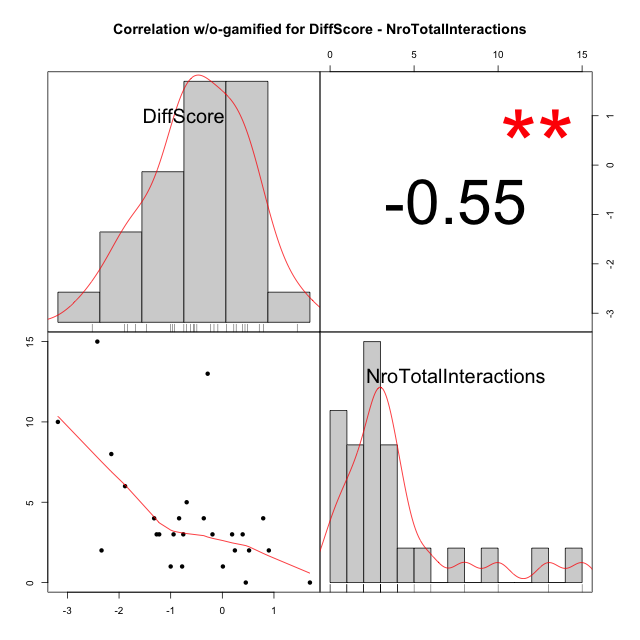 Correlation w/o-gamified for DiffScore - NroTotalInteractions
0 5 10 15
DiffScore
**
-0.55
1
0
-1
-2
-3
15
10
5
0
NroTotalInteractions
-3 -2 -1 0 1